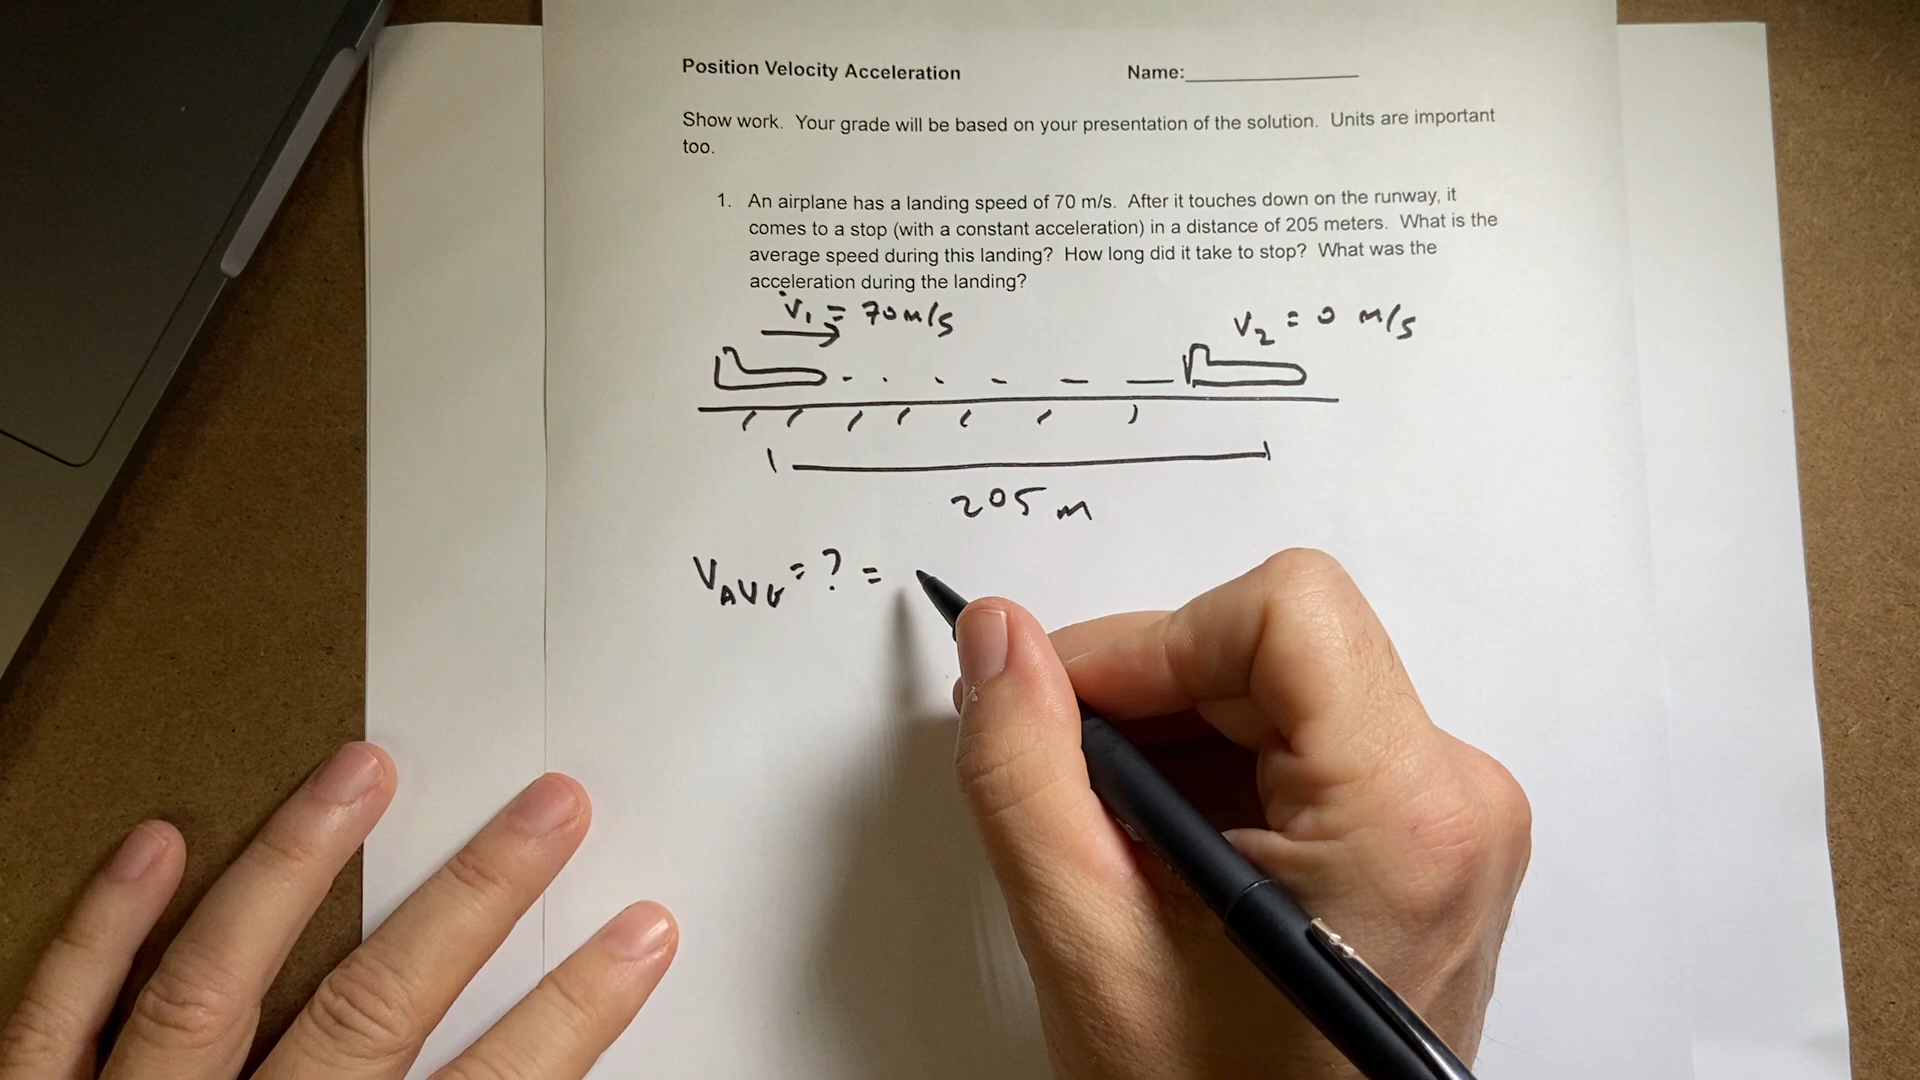 Position Velocity Acceleration Name:______________
Show work. Your grade will be based on your presentation of the solution. Units are important
too.
1. An airplane has a landing speed of 70 m/s. After it touches down on the runway, it
comes to a stop (with a constant acceleration) in a distance of 205 meters. What is the
average speed during this landing? How long did it take to stop? What was the
acceleration during the landing?
V₁ = 70 m/s V₂ = 0 m/s
205 m
VAVG = ? =